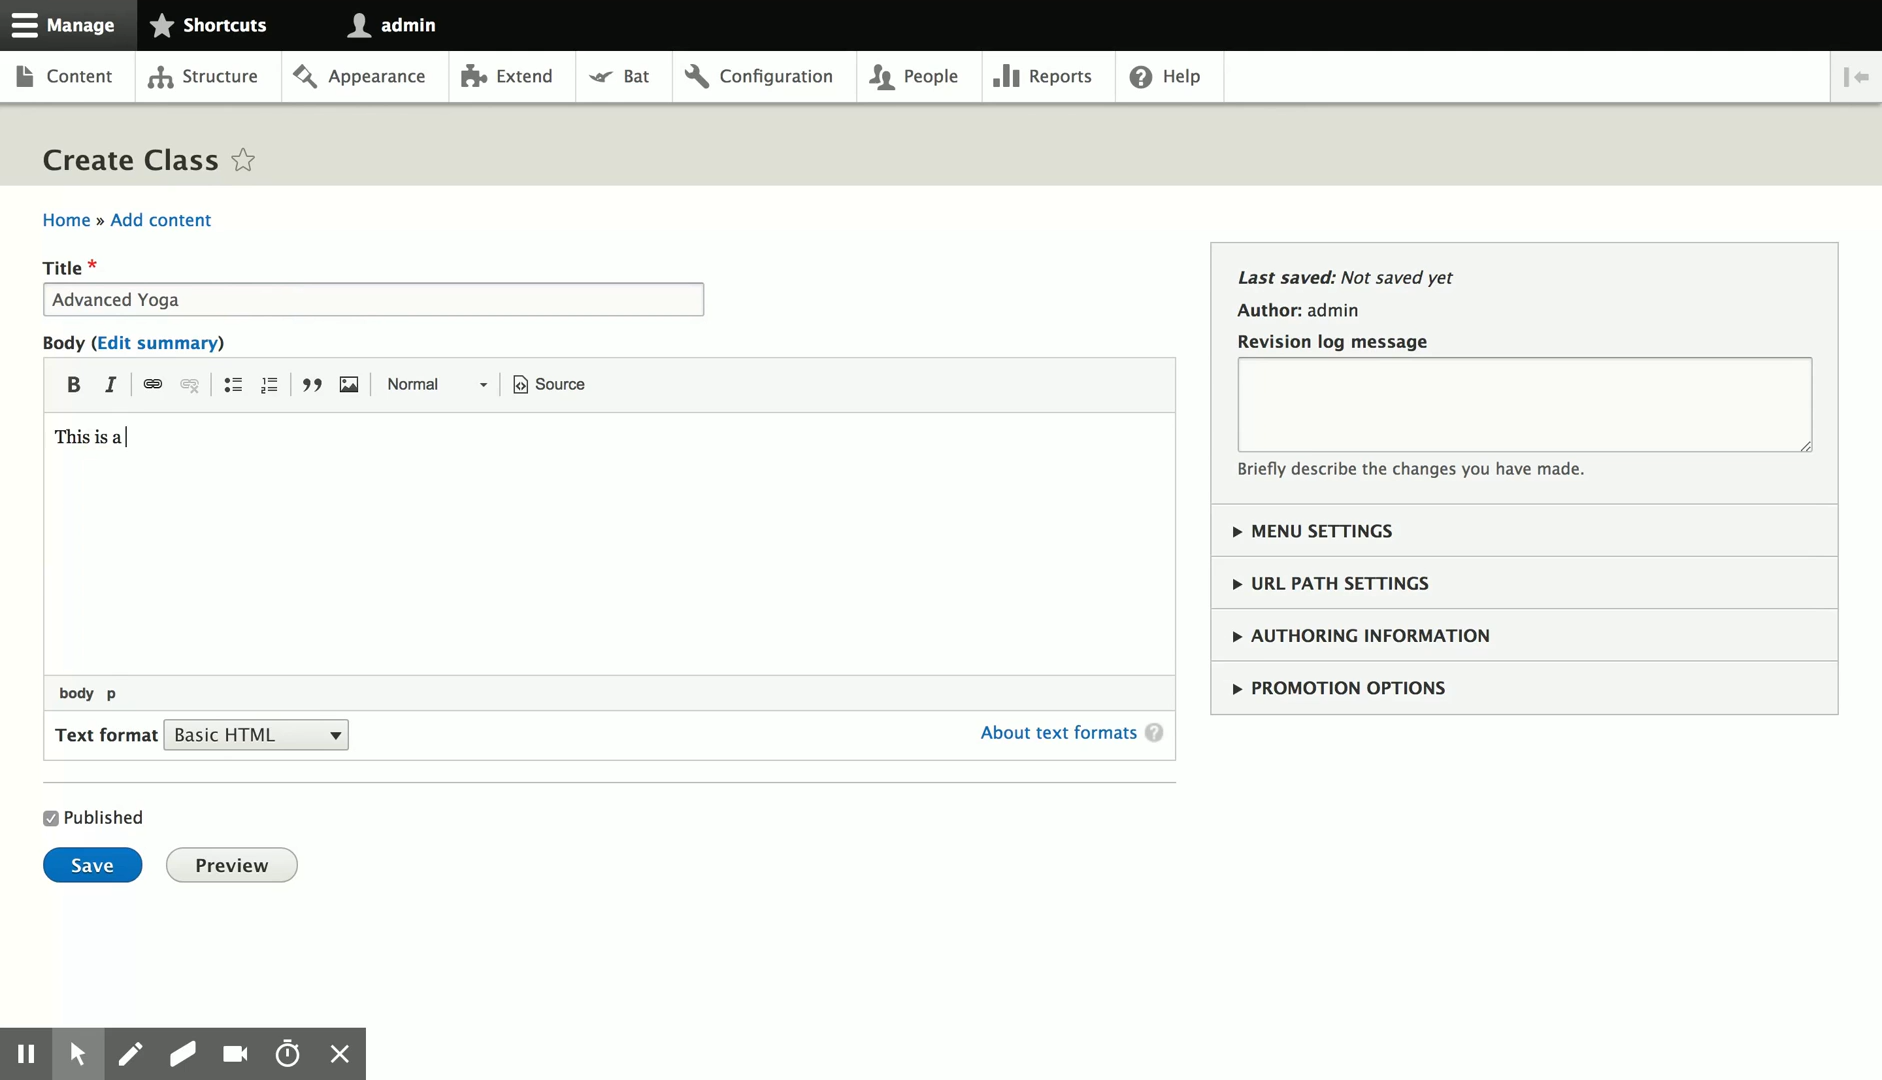 Manage Shortcuts admin
Content Structure Appearance Extend Bat Configuration People Reports Help
Create Class
Home » Add content
Title *
Advanced Yoga
Body (Edit summary)
B I Normal Source
This is a
body p
Text format Basic HTML About text formats ?
Published
Save Preview
Last saved: Not saved yet
Author: admin
Revision log message
Briefly describe the changes you have made.
MENU SETTINGS
URL PATH SETTINGS
AUTHORING INFORMATION
PROMOTION OPTIONS